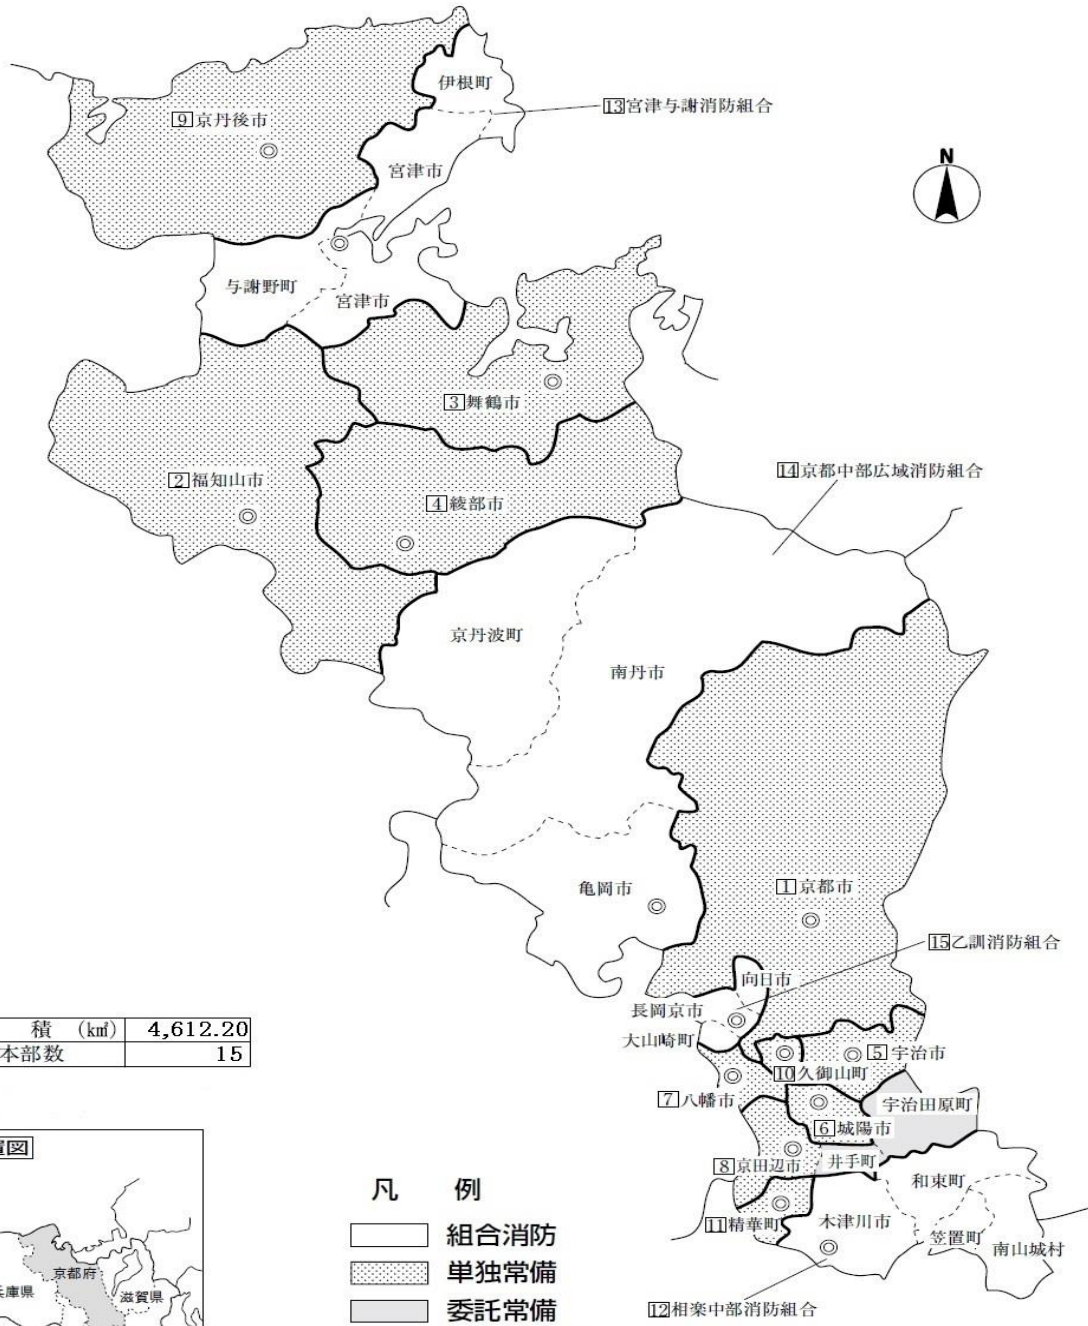 伊根町
13宮津与謝消防組合
9京丹後市
宮津市
N
与謝野町
宮津市
3舞鶴市
14京都中部広域消防組合
2福知山市
4綾部市
京丹波町
南丹市
亀岡市
1京都市
15乙訓消防組合
向日市
長岡京市
大山崎町
5宇治市
10久御山町
7八幡市
宇治田原町
6城陽市
8京田辺市
井手町
和束町
11精華町
木津川市
笠置町
南山城村
12相楽中部消防組合
積 (km²) 4,612.20
本部数 15
置図
京都府
兵庫県
滋賀県
凡 例
組合消防
単独常備
委託常備